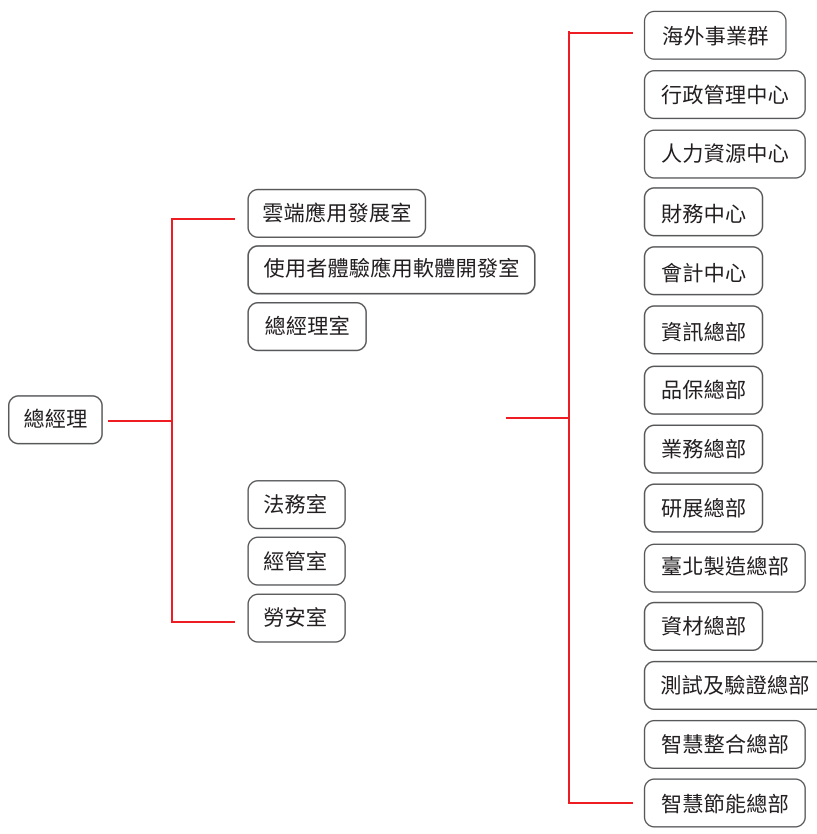 總經理
雲端應用發展室
使用者體驗應用軟體開發室
總經理室
法務室
經管室
勞安室
海外事業群
行政管理中心
人力資源中心
財務中心
會計中心
資訊總部
品保總部
業務總部
研展總部
臺北製造總部
資材總部
測試及驗證總部
智慧整合總部
智慧節能總部